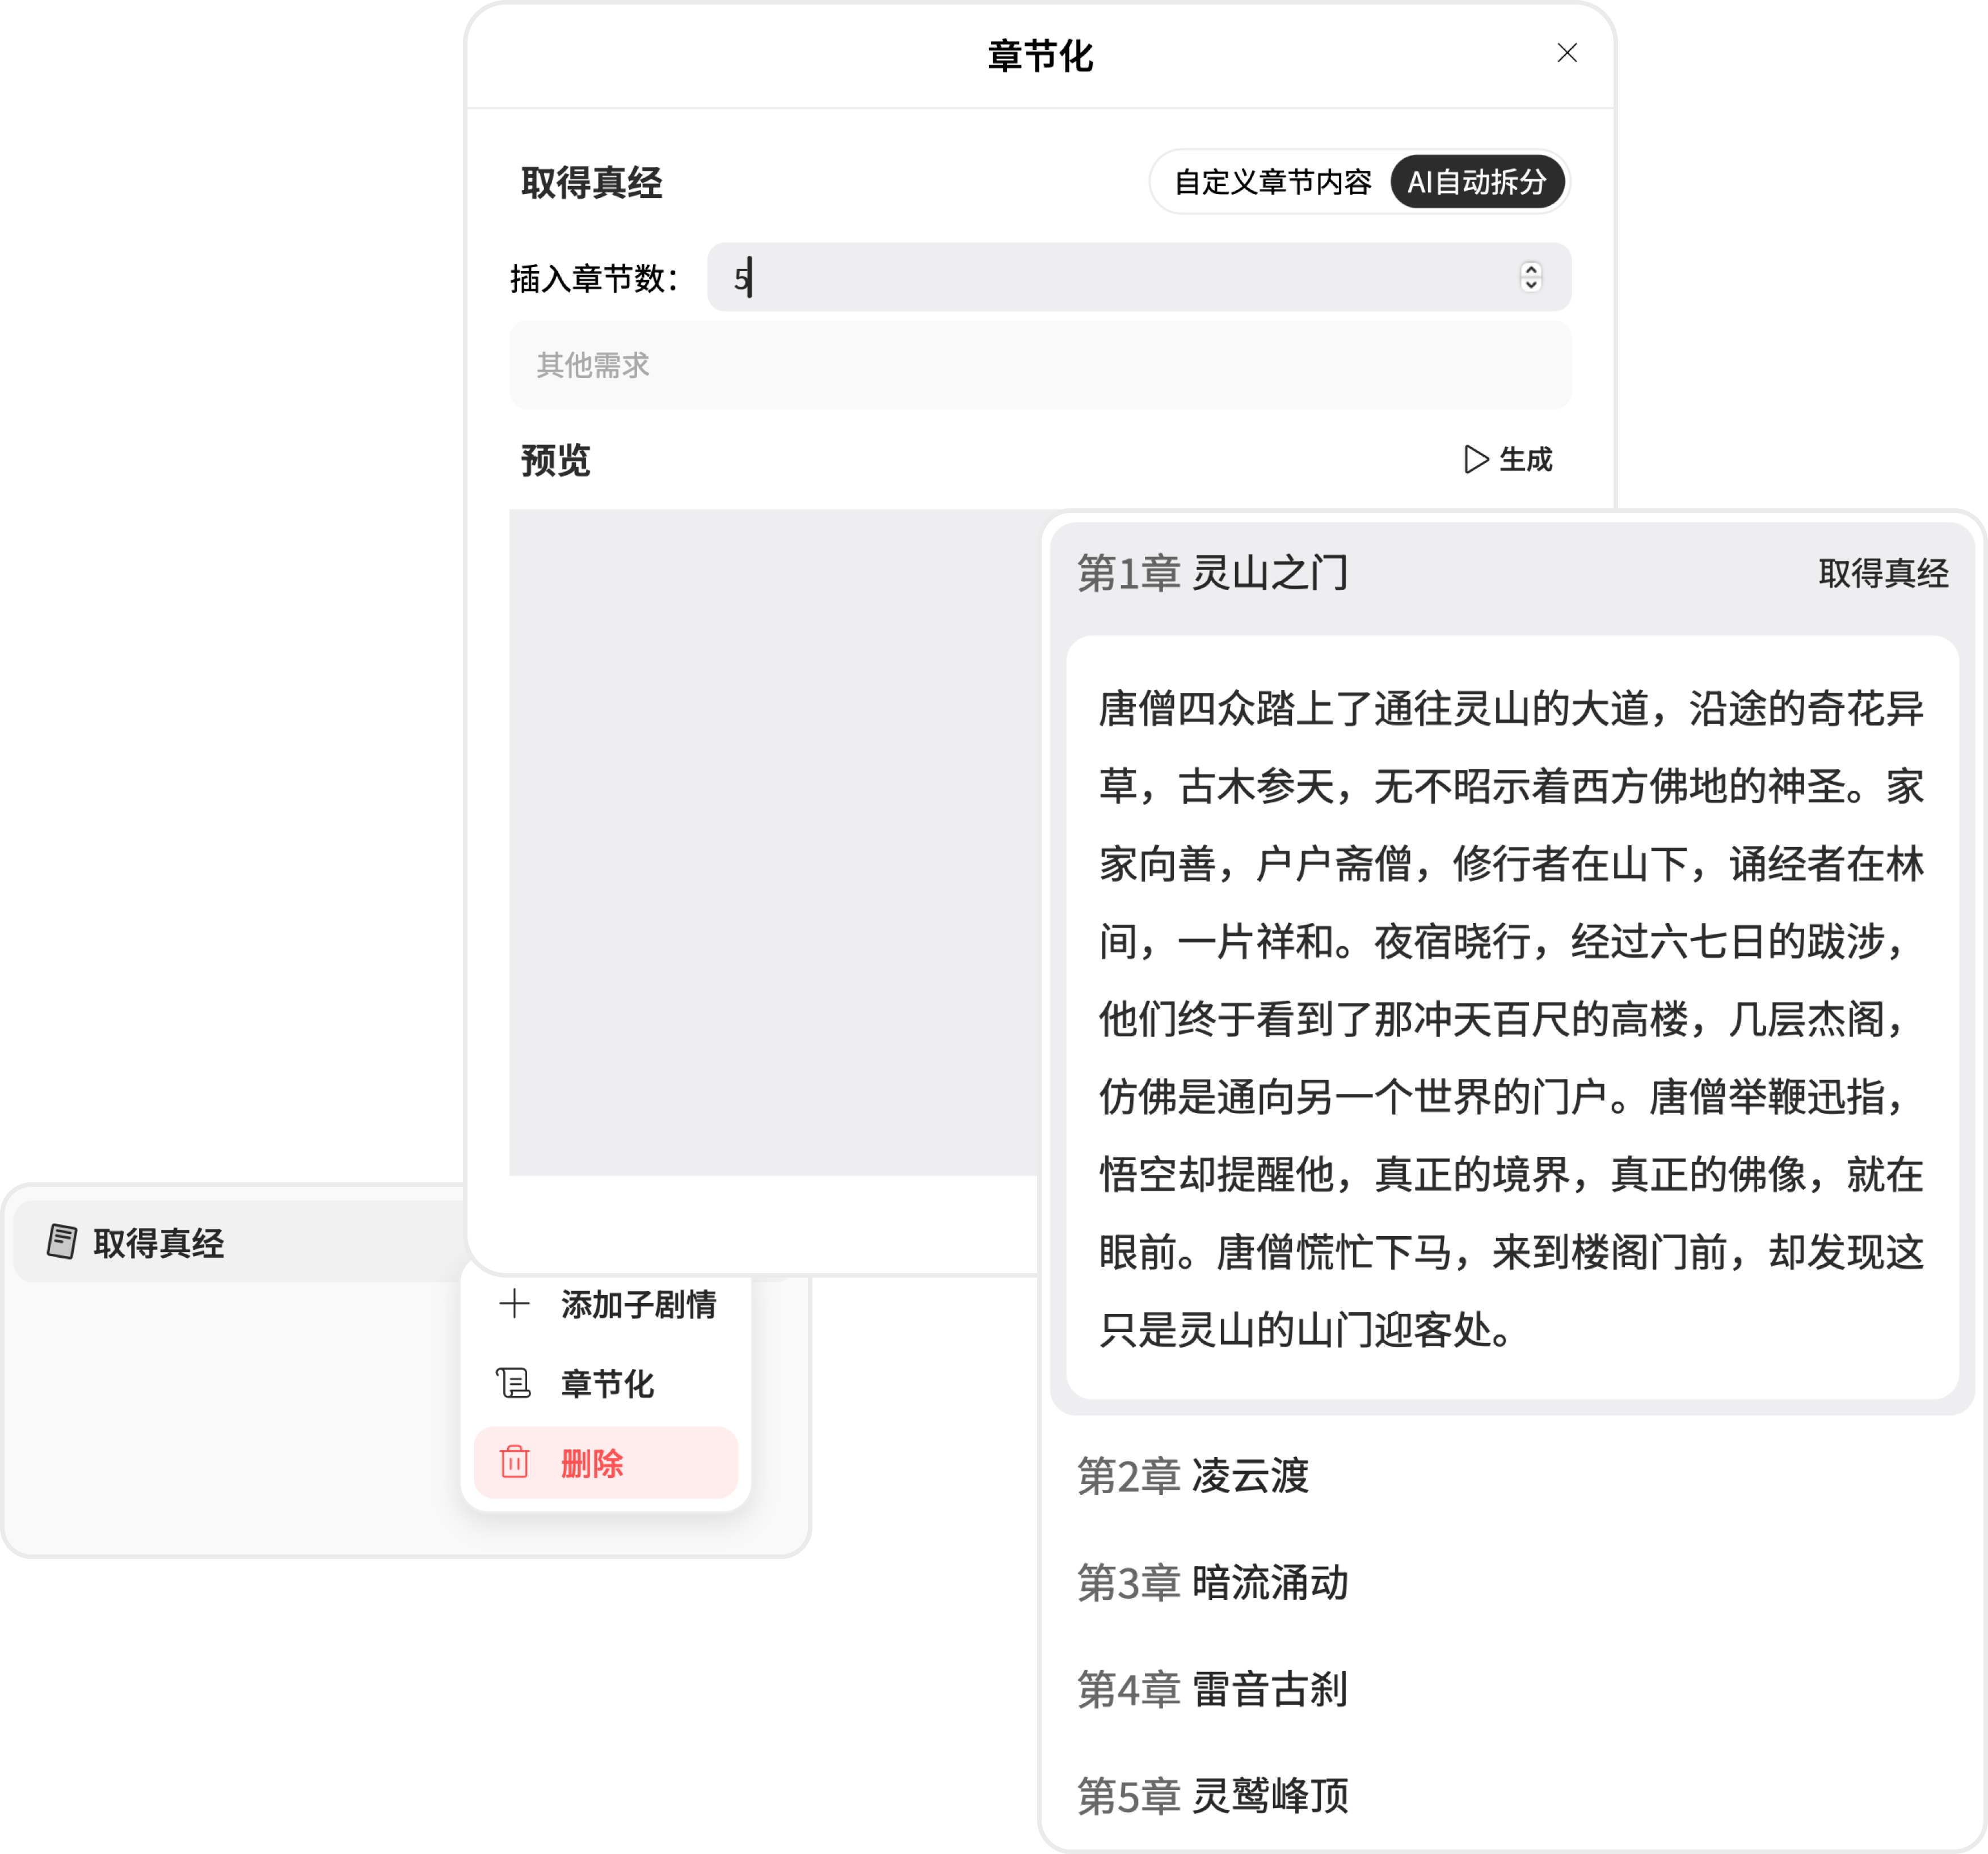 章节化
取得真经
自定义章节内容 AI自动拆分
插入章节数：
5
其他需求
预览
生成
第1章 灵山之门
取得真经
唐僧四众踏上了通往灵山的大道，沿途的奇花异
草，古木参天，无不昭示着西方佛地的神圣。家
家向善，户户斋僧，修行者在山下，诵经者在林
间，一片祥和。夜宿晓行，经过六七日的跋涉，
他们终于看到了那冲天百尺的高楼，几层杰阁，
仿佛是通向另一个世界的门户。唐僧举鞭迅指，
悟空却提醒他，真正的境界，真正的佛像，就在
眼前。唐僧慌忙下马，来到楼阁门前，却发现这
只是灵山的山门迎客处。
第2章 凌云渡
第3章 暗流涌动
第4章 雷音古刹
第5章 灵鹫峰顶
取得真经
添加子剧情
章节化
删除